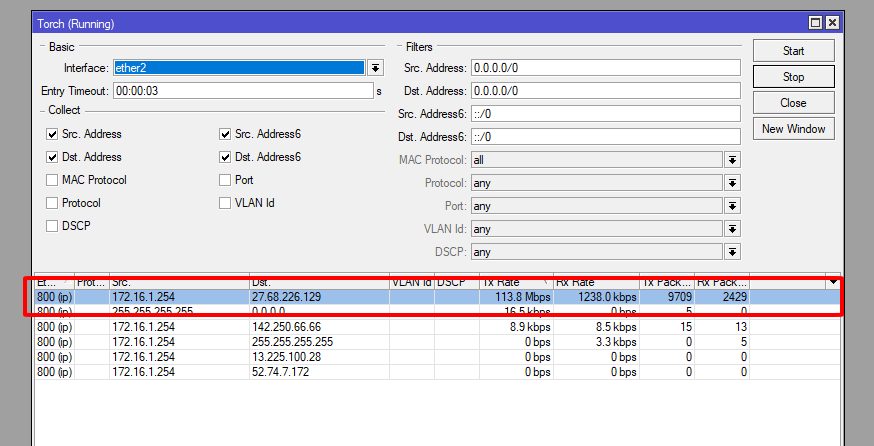 Torch (Running)
Basic
Interface: ether2
Entry Timeout: 00:00:03 s
Collect
Src. Address
Src. Address6
Dst. Address
Dst. Address6
MAC Protocol
Port
Protocol
VLAN Id
DSCP
Filters
Src. Address: 0.0.0.0/0
Dst. Address: 0.0.0.0/0
Src. Address6: ::/0
Dst. Address6: ::/0
MAC Protocol: all
Protocol: any
Port: any
VLAN Id: any
DSCP: any
Start
Stop
Close
New Window
Et... Prot... Src. Dst. VLAN Id DSCP Tx Rate Rx Rate Tx Pack... Rx Pack...
800 (ip) 172.16.1.254 27.68.226.129 113.8 Mbps 1238.0 kbps 9709 2429
800 (ip) 255.255.255.255 0.0.0.0 16.5 kbps 0 bps 5 0
800 (ip) 172.16.1.254 142.250.66.66 8.9 kbps 8.5 kbps 15 13
800 (ip) 172.16.1.254 255.255.255.255 0 bps 3.3 kbps 0 5
800 (ip) 172.16.1.254 13.225.100.28 0 bps 0 bps 0 0
800 (ip) 172.16.1.254 52.74.7.172 0 bps 0 bps 0 0